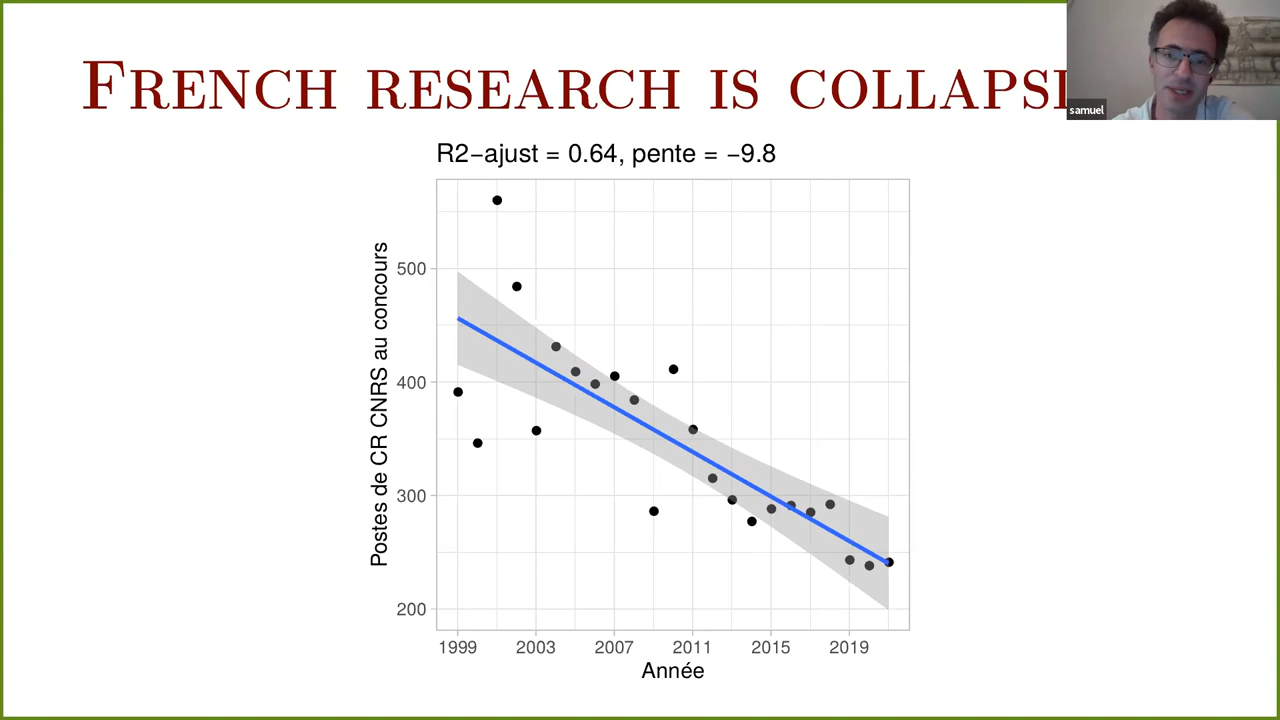 FRENCH RESEARCH IS COLLAPSI
samuel
R2−ajust = 0.64, pente = −9.8
Postes de CR CNRS au concours
500
400
300
200
1999 2003 2007 2011 2015 2019
Année